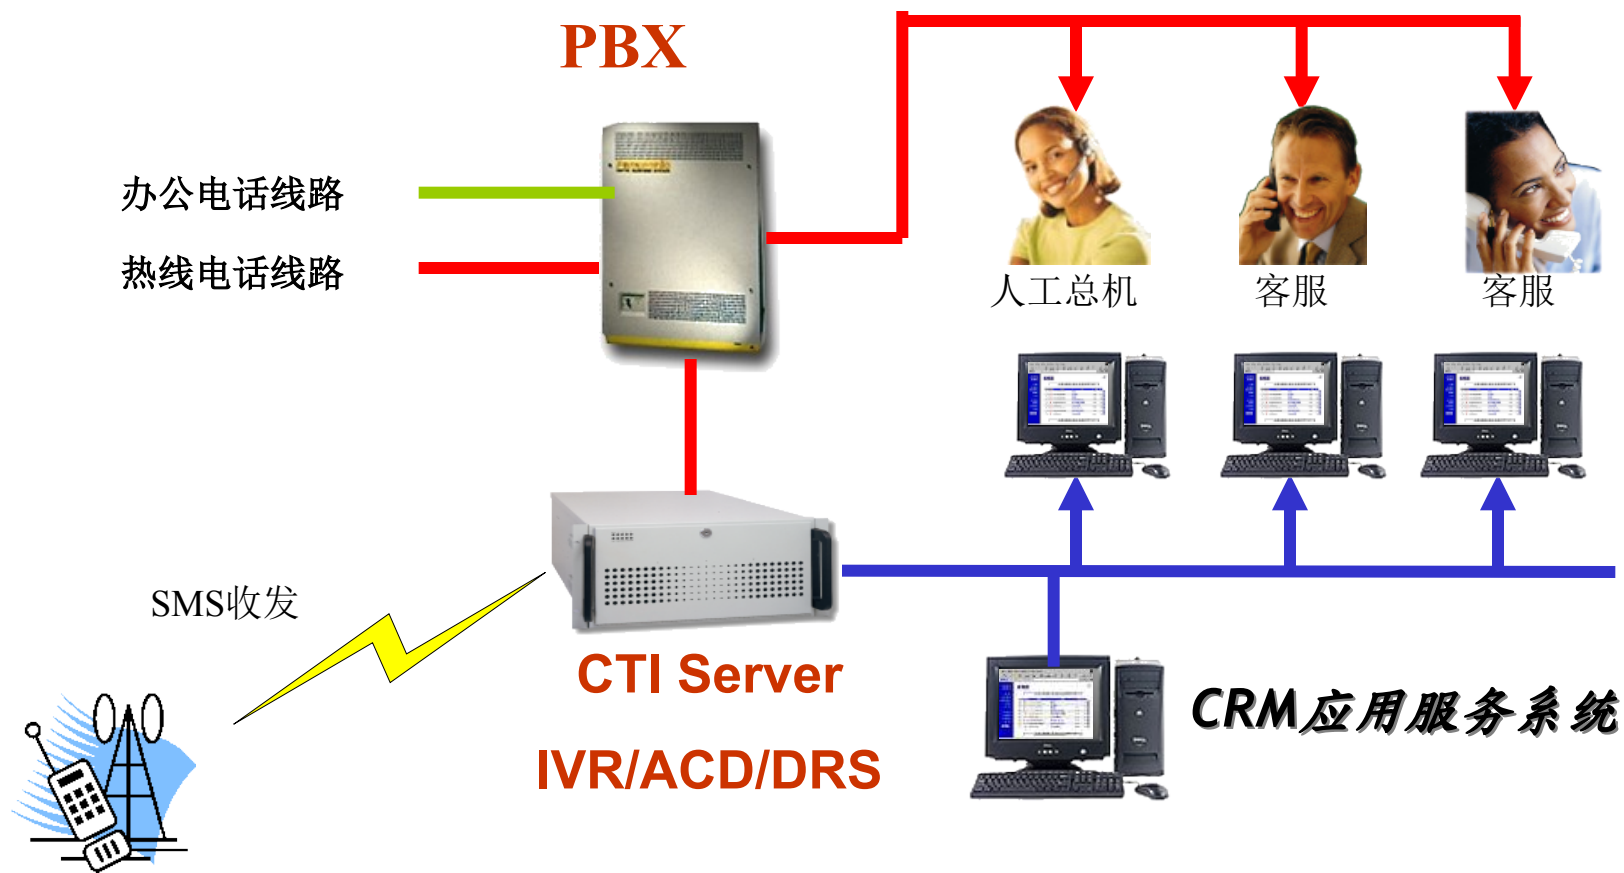 PBX
办公电话线路
热线电话线路
人工总机
客服
客服
SMS收发
CTI Server
IVR/ACD/DRS
CRM应用服务系统